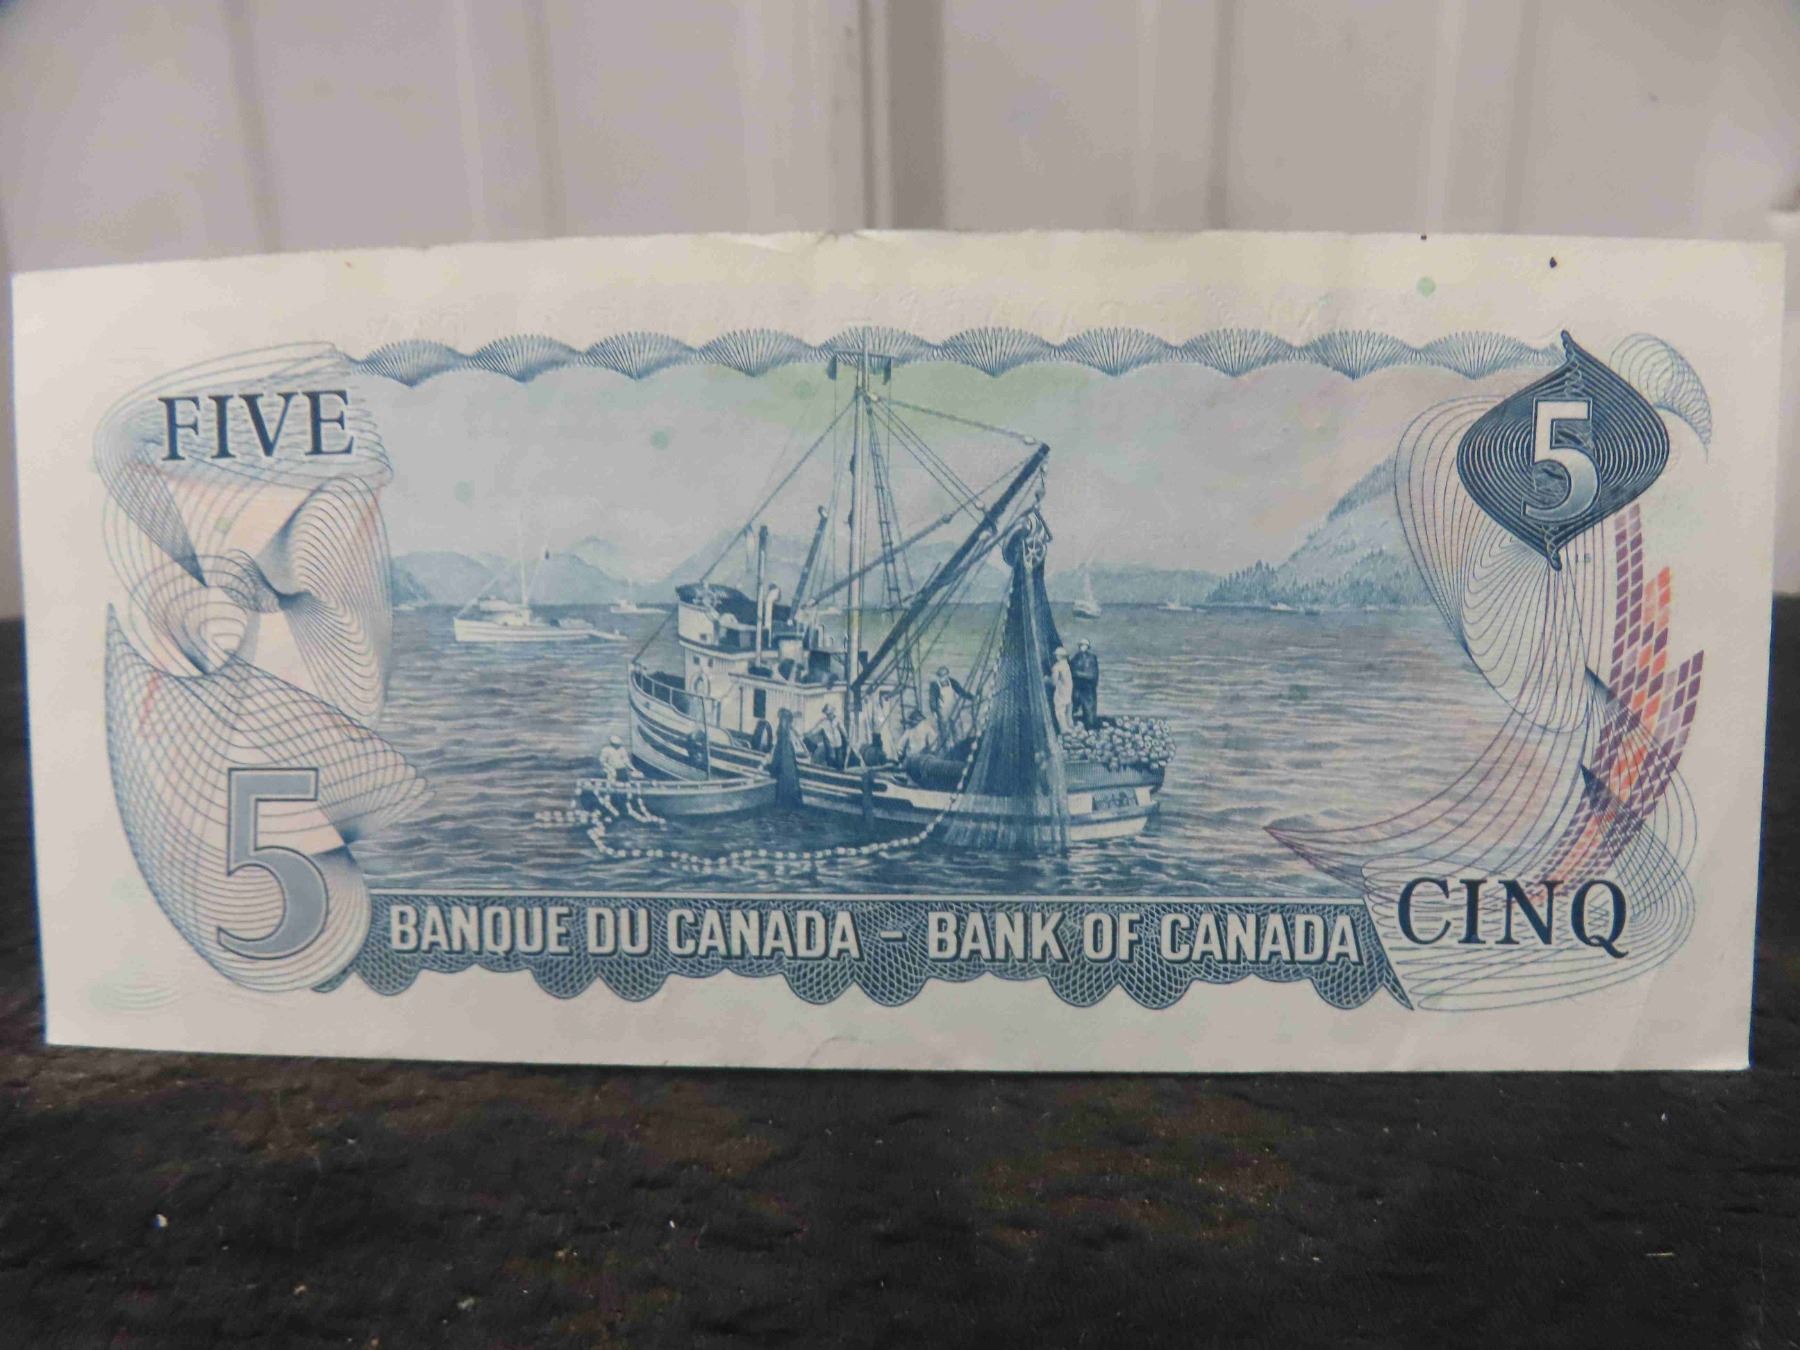 FIVE
5
5
BANQUE DU CANADA - BANK OF CANADA
CINQ